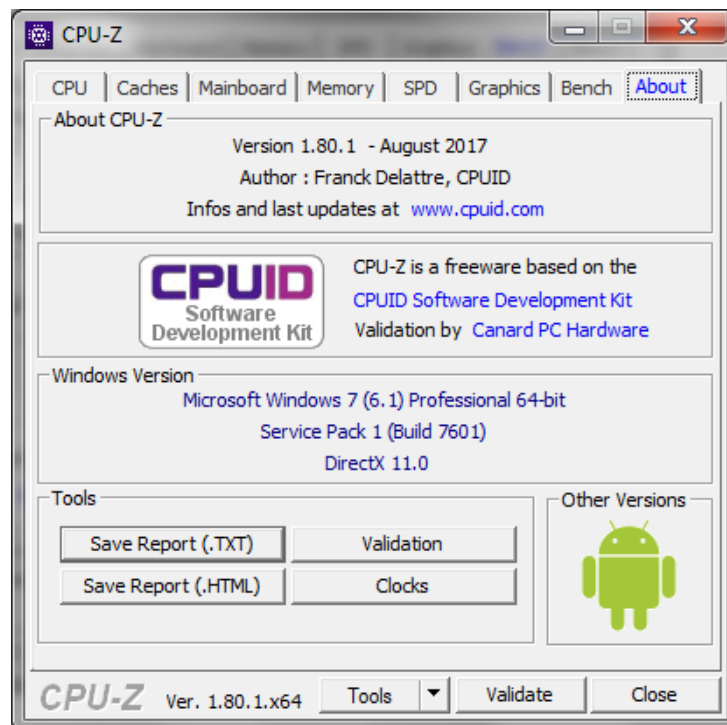 CPU-Z
CPU Caches Mainboard Memory SPD Graphics Bench About
About CPU-Z
Version 1.80.1 - August 2017
Author : Franck Delattre, CPUID
Infos and last updates at www.cpuid.com
CPUID
Software
Development Kit
CPU-Z is a freeware based on the
CPUID Software Development Kit
Validation by Canard PC Hardware
Windows Version
Microsoft Windows 7 (6.1) Professional 64-bit
Service Pack 1 (Build 7601)
DirectX 11.0
Tools
Save Report (.TXT) Validation
Save Report (.HTML) Clocks
Other Versions
CPU-Z Ver. 1.80.1.x64 Tools Validate Close